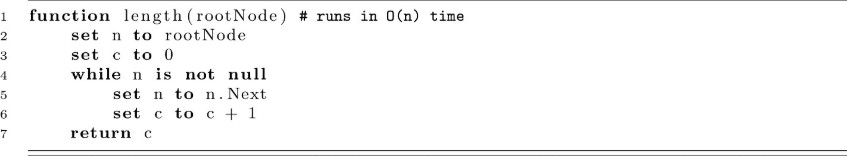 1 function length(rootNode) # runs in O(n) time
2 set n to rootNode
3 set c to 0
4 while n is not null
5 set n to n.Next
6 set c to c + 1
7 return c